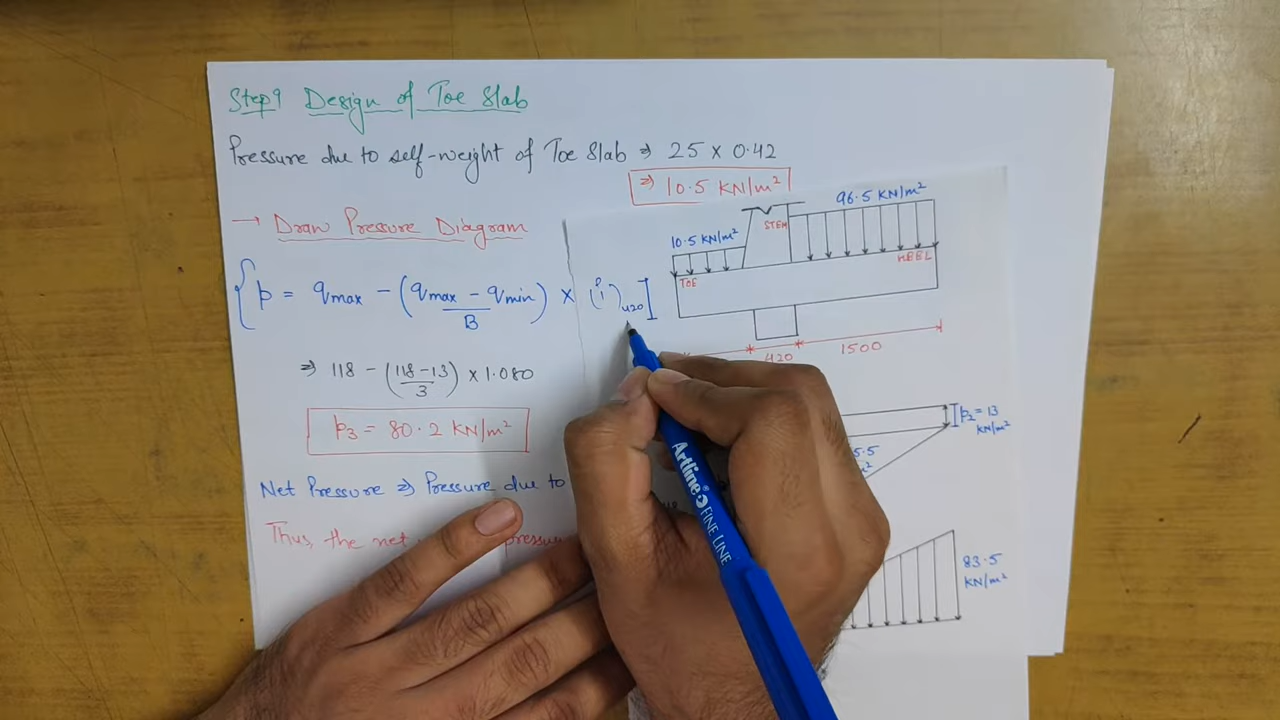 Step 9 Design of Toe Slab
Pressure due to self-weight of Toe Slab ⇒ 25 × 0.42
⇒ 10.5 KN/m²
→ Draw Pressure Diagram
p = qmax − (qmax − qmin / B) × (i)420
⇒ 118 − (118 − 13 / 3) × 1.080
p3 = 80.2 KN/m²
Net Pressure ⇒ Pressure due to
Thus, the net
96.5 KN/m²
10.5 KN/m²
STEM
TOE
HEEL
420
1500
p2 = 13
KN/m²
5.5
83.5
KN/m²
Artline FINE LINE